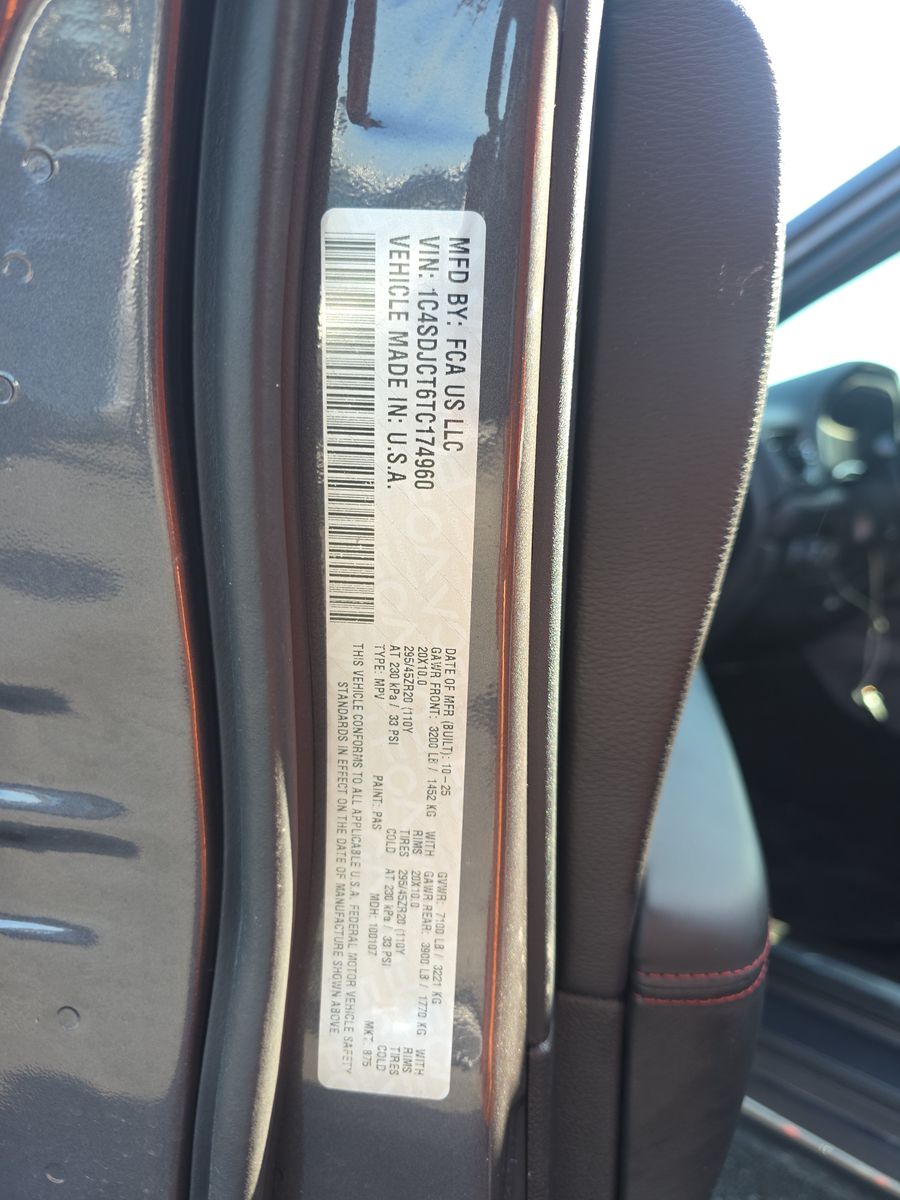 MFD BY: FCA US LLC
VIN: 1C4SDJCT6TC174960
VEHICLE MADE IN: U.S.A.
DATE OF MFR (BUILT): 10-25 GVWR: 7100 LB / 3221 KG
GAWR FRONT: 3200 LB / 1452 KG WITH GAWR REAR: 3900 LB / 1770 KG WITH
20X10.0 RIMS 20X10.0 RIMS
295/45ZR20 (110Y TIRES 295/45ZR20 (110Y TIRES
AT 230 kPa / 33 PSI COLD AT 230 kPa / 33 PSI COLD
TYPE: MPV PAINT: PAS MDH: 100107 MKT: 875
THIS VEHICLE CONFORMS TO ALL APPLICABLE U.S.A. FEDERAL MOTOR VEHICLE SAFETY
STANDARDS IN EFFECT ON THE DATE OF MANUFACTURE SHOWN ABOVE